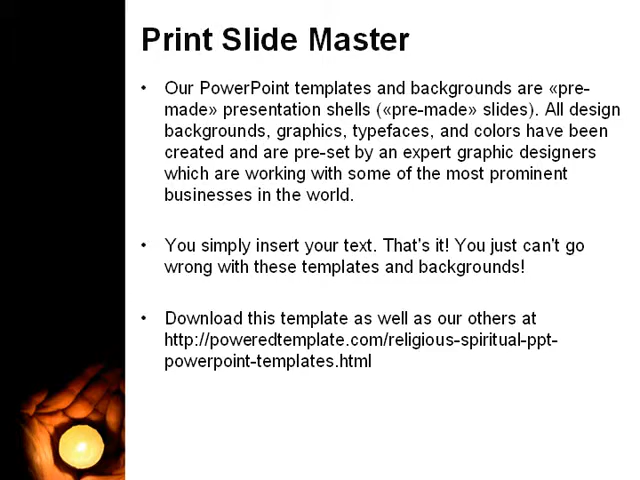 Print Slide Master
• Our PowerPoint templates and backgrounds are «pre-
made» presentation shells («pre-made» slides). All design
backgrounds, graphics, typefaces, and colors have been
created and are pre-set by an expert graphic designers
which are working with some of the most prominent
businesses in the world.
• You simply insert your text. That's it! You just can't go
wrong with these templates and backgrounds!
• Download this template as well as our others at
http://poweredtemplate.com/religious-spiritual-ppt-
powerpoint-templates.html